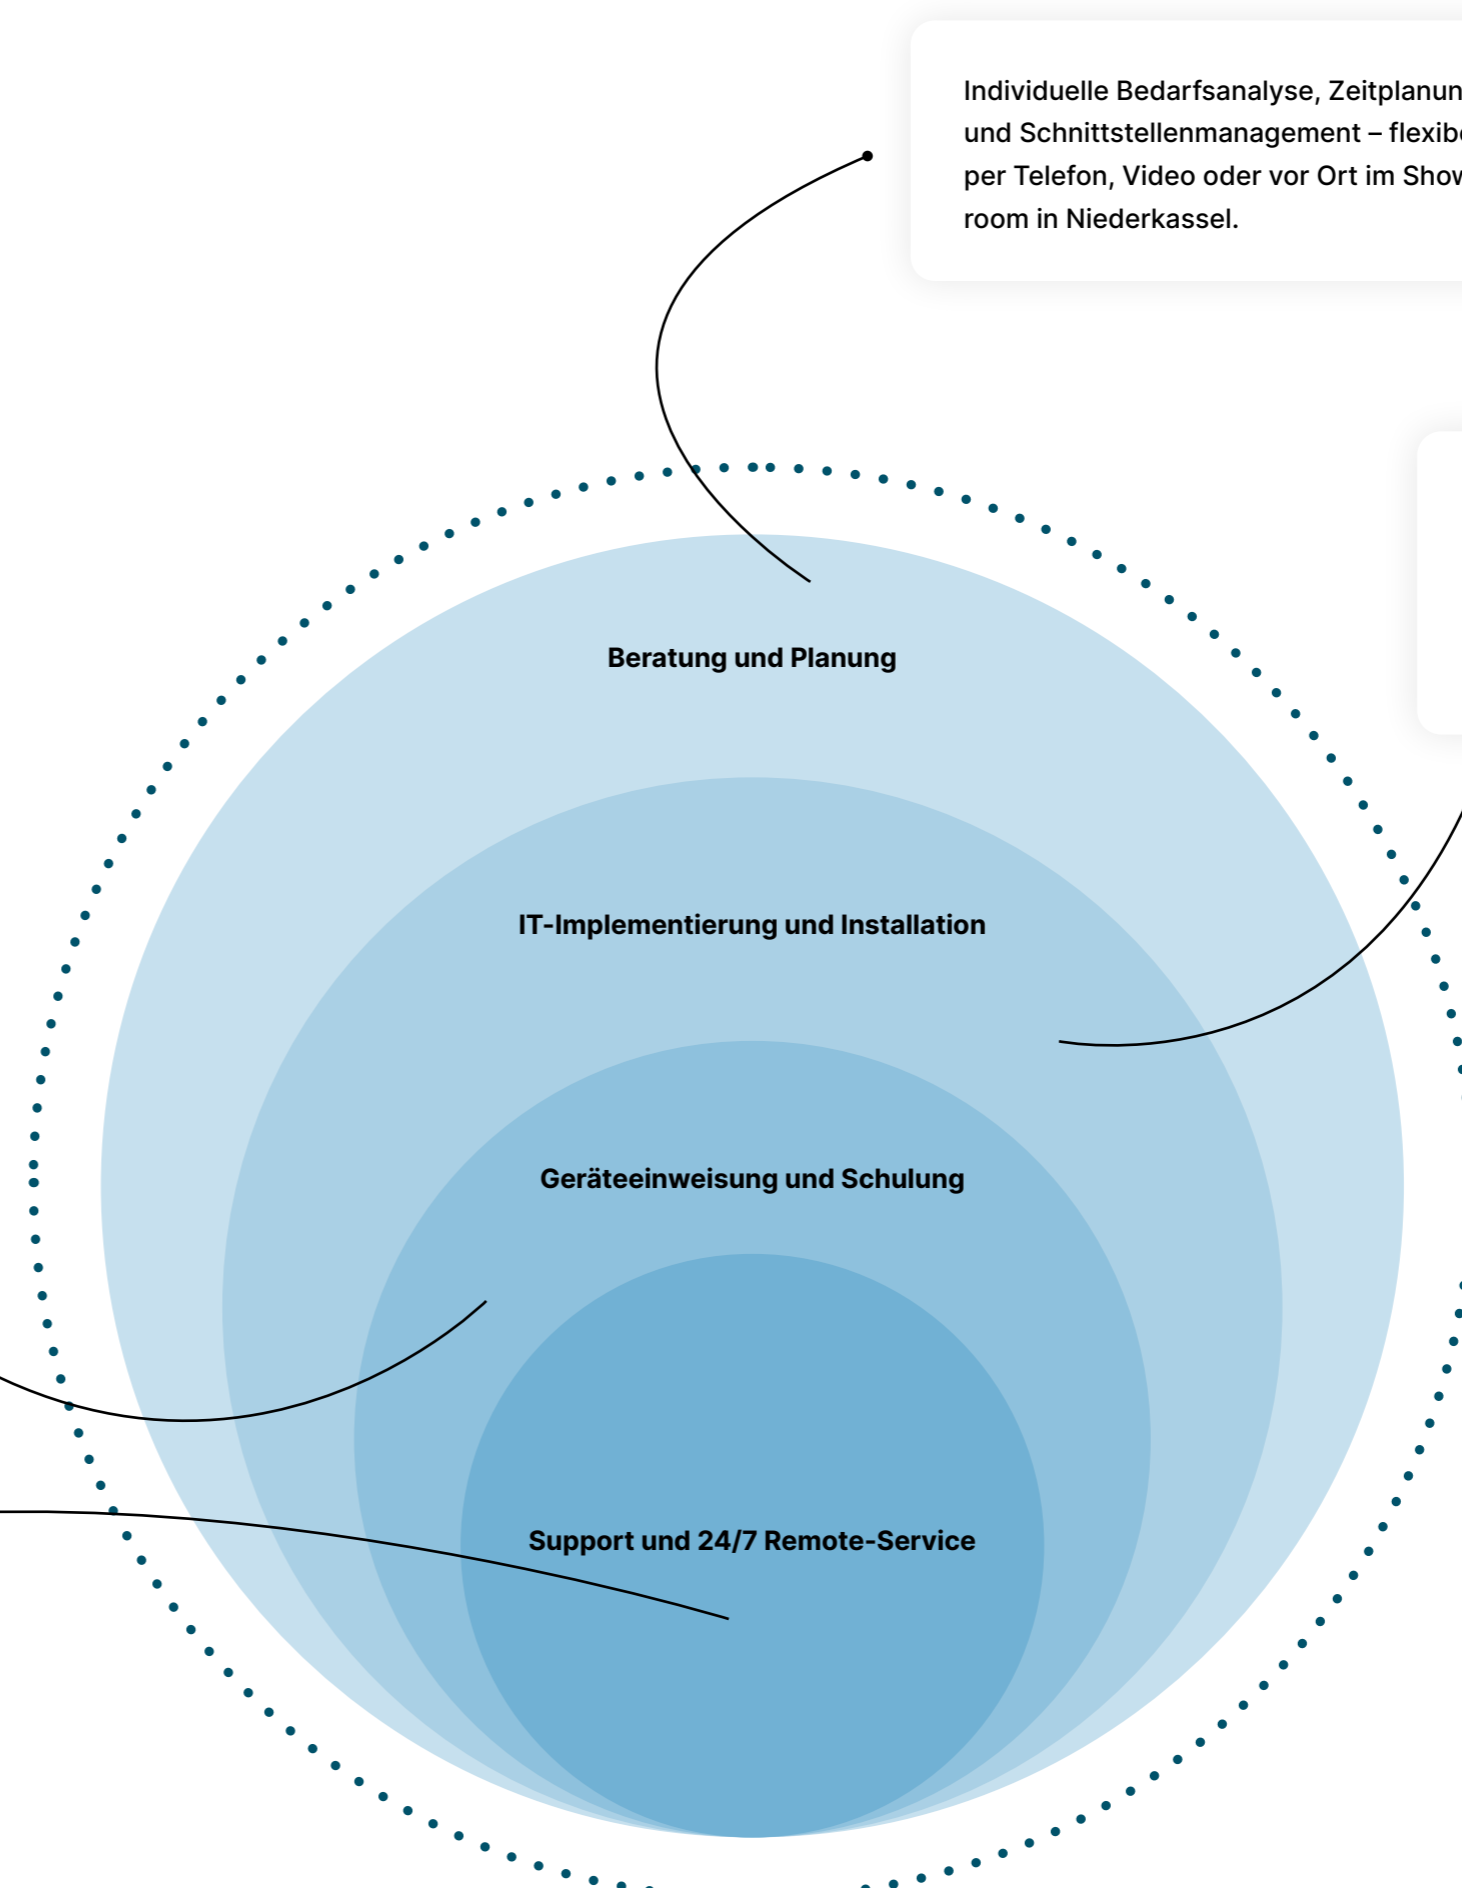 Individuelle Bedarfsanalyse, Zeitplanun
und Schnittstellenmanagement – flexib
per Telefon, Video oder vor Ort im Show
room in Niederkassel.
Beratung und Planung
IT-Implementierung und Installation
Geräteeinweisung und Schulung
Support und 24/7 Remote-Service